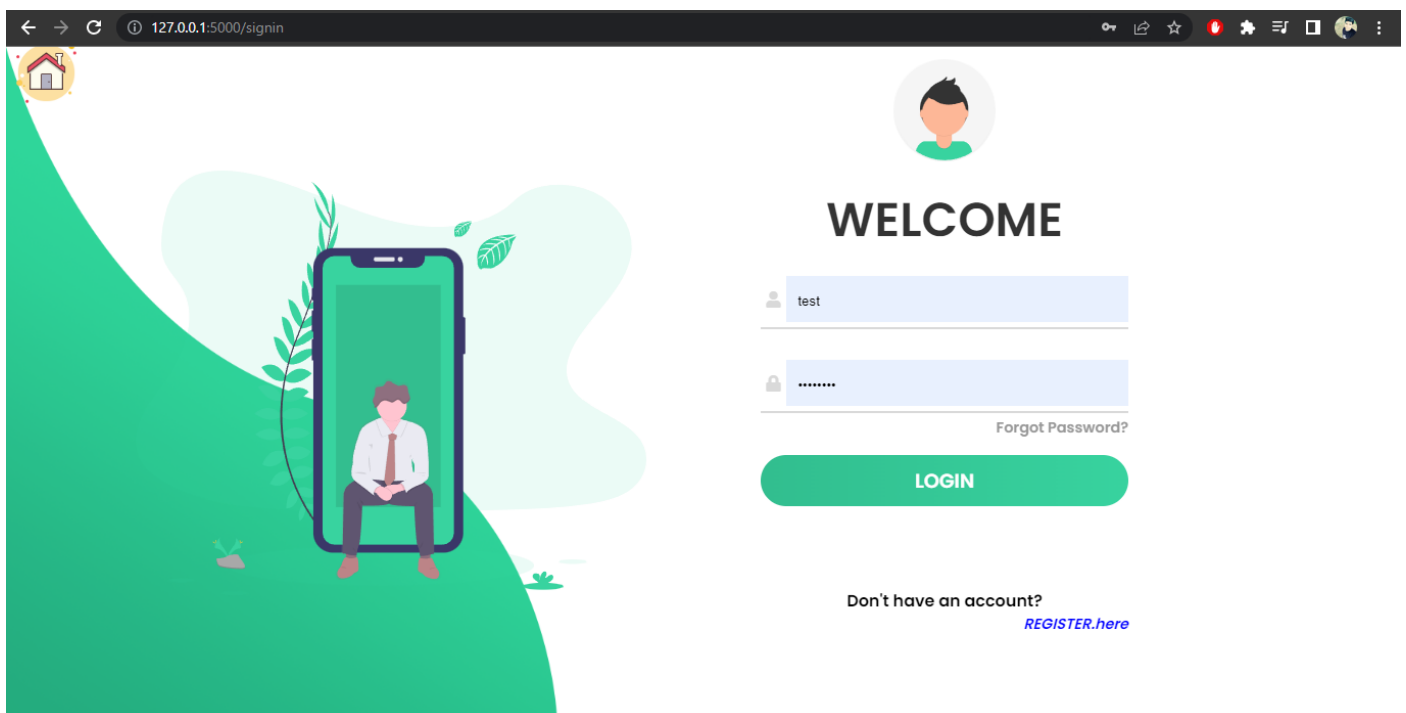 127.0.0.1:5000/signin
WELCOME
test
••••••••
Forgot Password?
LOGIN
Don't have an account?
REGISTER.here